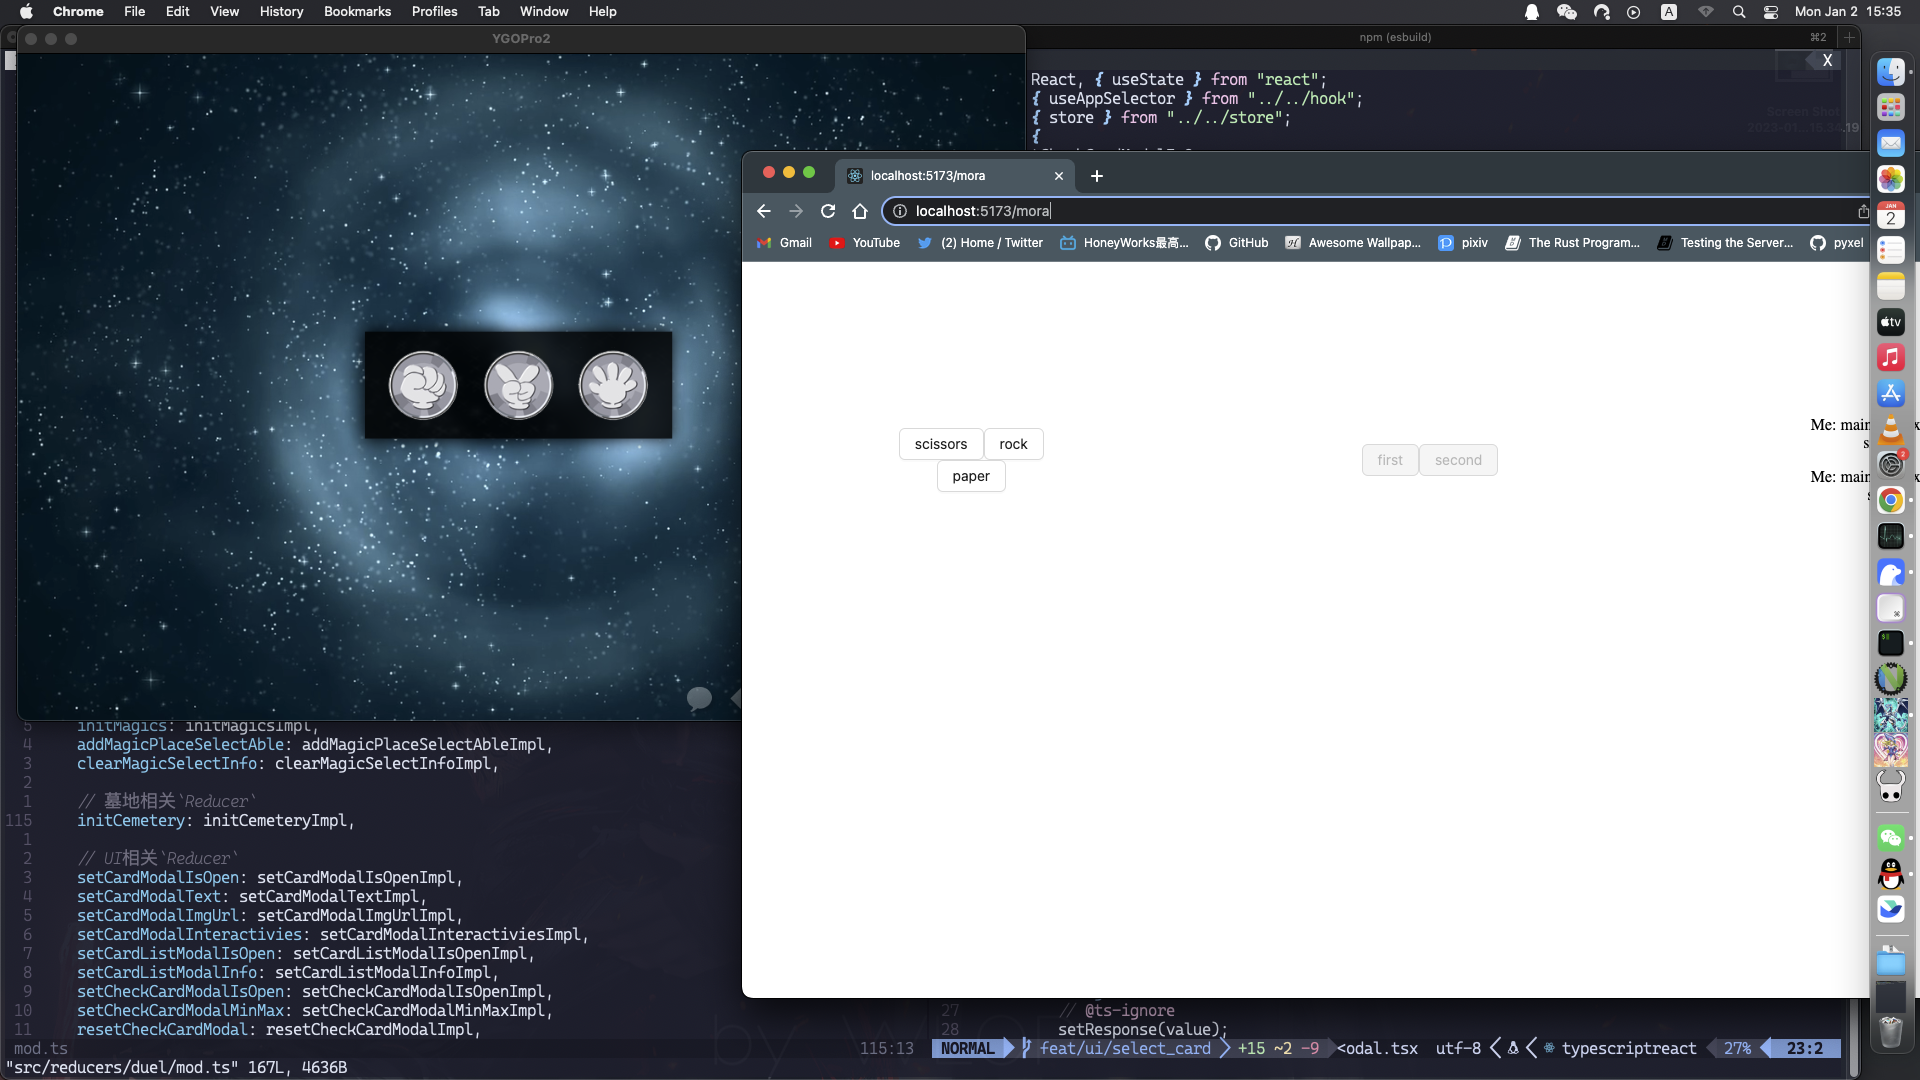 Chrome File Edit View History Bookmarks Profiles Tab Window Help
A
Mon Jan 2 15:35
YGOPro2
npm (esbuild)
⌘2
X
React, { useState } from "react";
{ useAppSelector } from "../../hook";
{ store } from "../../store";
{
Screen Shot
localhost:5173/mora
localhost:5173/mora
Gmail YouTube (2) Home / Twitter HoneyWorks最高... GitHub Awesome Wallpap... pixiv The Rust Program... Testing the Server... pyxel
scissors rock
paper
first second
Me: main
Me: main
JAN
2
tv
2
5 initMagics: initMagicsImpl,
4 addMagicPlaceSelectAble: addMagicPlaceSelectAbleImpl,
3 clearMagicSelectInfo: clearMagicSelectInfoImpl,
2
1 // 墓地相关`Reducer`
115 initCemetery: initCemeteryImpl,
1
2 // UI相关`Reducer`
3 setCardModalIsOpen: setCardModalIsOpenImpl,
4 setCardModalText: setCardModalTextImpl,
5 setCardModalImgUrl: setCardModalImgUrlImpl,
6 setCardModalInteractivies: setCardModalInteractiviesImpl,
7 setCardListModalIsOpen: setCardListModalIsOpenImpl,
8 setCardListModalInfo: setCardListModalInfoImpl,
9 setCheckCardModalIsOpen: setCheckCardModalIsOpenImpl,
10 setCheckCardModalMinMax: setCheckCardModalMinMaxImpl,
11 resetCheckCardModal: resetCheckCardModalImpl,
mod.ts 115:13
"src/reducers/duel/mod.ts" 167L, 4636B
27 // @ts-ignore
28 setResponse(value);
NORMAL feat/ui/select_card +15 ~2 -9 <odal.tsx utf-8 typescriptreact 27% 23:2